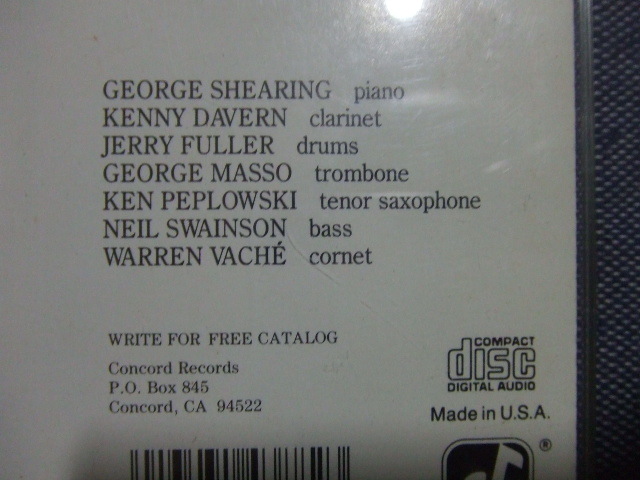 GEORGE SHEARING piano
KENNY DAVERN clarinet
JERRY FULLER drums
GEORGE MASSO trombone
KEN PEPLOWSKI tenor saxophone
NEIL SWAINSON bass
WARREN VACHÉ cornet
WRITE FOR FREE CATALOG
Concord Records
P.O. Box 845
Concord, CA 94522
COMPACT
disc
DIGITAL AUDIO
Made in U.S.A.
®